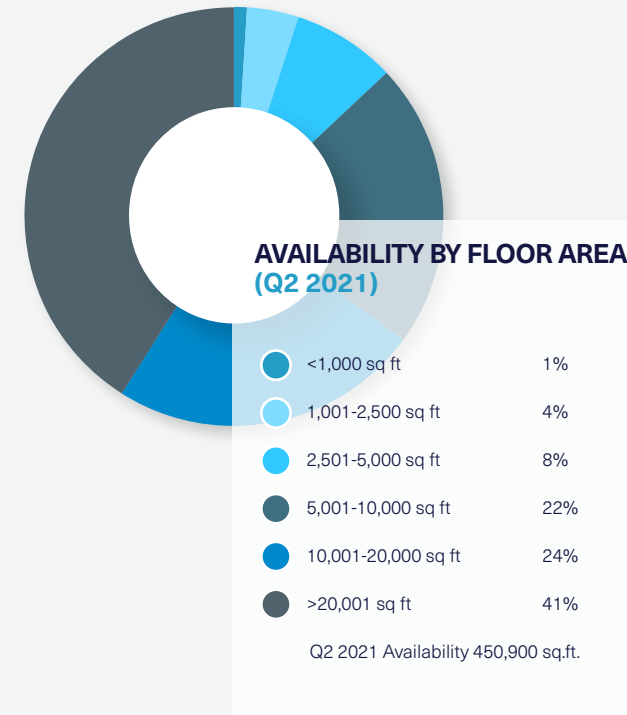 AVAILABILITY BY FLOOR AREA
(Q2 2021)
<1,000 sq ft 1%
1,001-2,500 sq ft 4%
2,501-5,000 sq ft 8%
5,001-10,000 sq ft 22%
10,001-20,000 sq ft 24%
>20,001 sq ft 41%
Q2 2021 Availability 450,900 sq.ft.